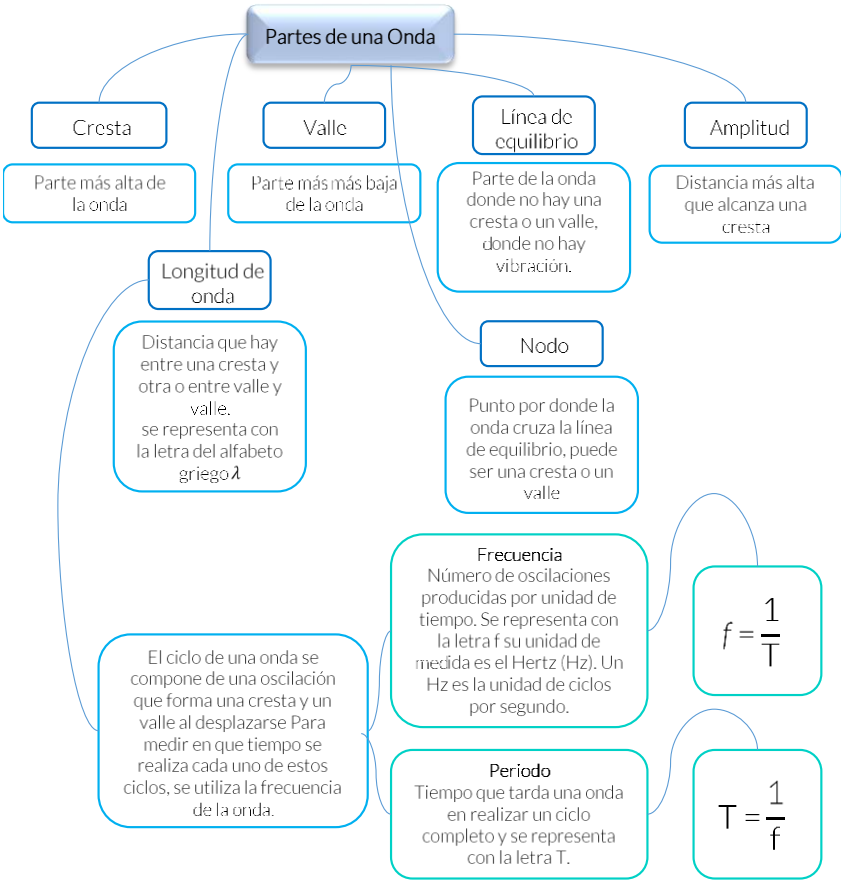 Partes de una Onda
Cresta
Parte más alta de
la onda
Valle
Parte más más baja
de la onda
Línea de
equilibrio
Parte de la onda
donde no hay una
cresta o un valle,
donde no hay
vibración.
Amplitud
Distancia más alta
que alcanza una
cresta
Longitud de
onda
Distancia que hay
entre una cresta y
otra o entre valle y
valle.
se representa con
la letra del alfabeto
griego λ
Nodo
Punto por donde la
onda cruza la línea
de equilibrio, puede
ser una cresta o un
valle
El ciclo de una onda se
compone de una oscilación
que forma una cresta y un
valle al desplazarse Para
medir en que tiempo se
realiza cada uno de estos
ciclos, se utiliza la frecuencia
de la onda.
Frecuencia
Número de oscilaciones
producidas por unidad de
tiempo. Se representa con
la letra f su unidad de
medida es el Hertz (Hz). Un
Hz es la unidad de ciclos
por segundo.
f = 1/T
Periodo
Tiempo que tarda una onda
en realizar un ciclo
completo y se representa
con la letra T.
T = 1/f